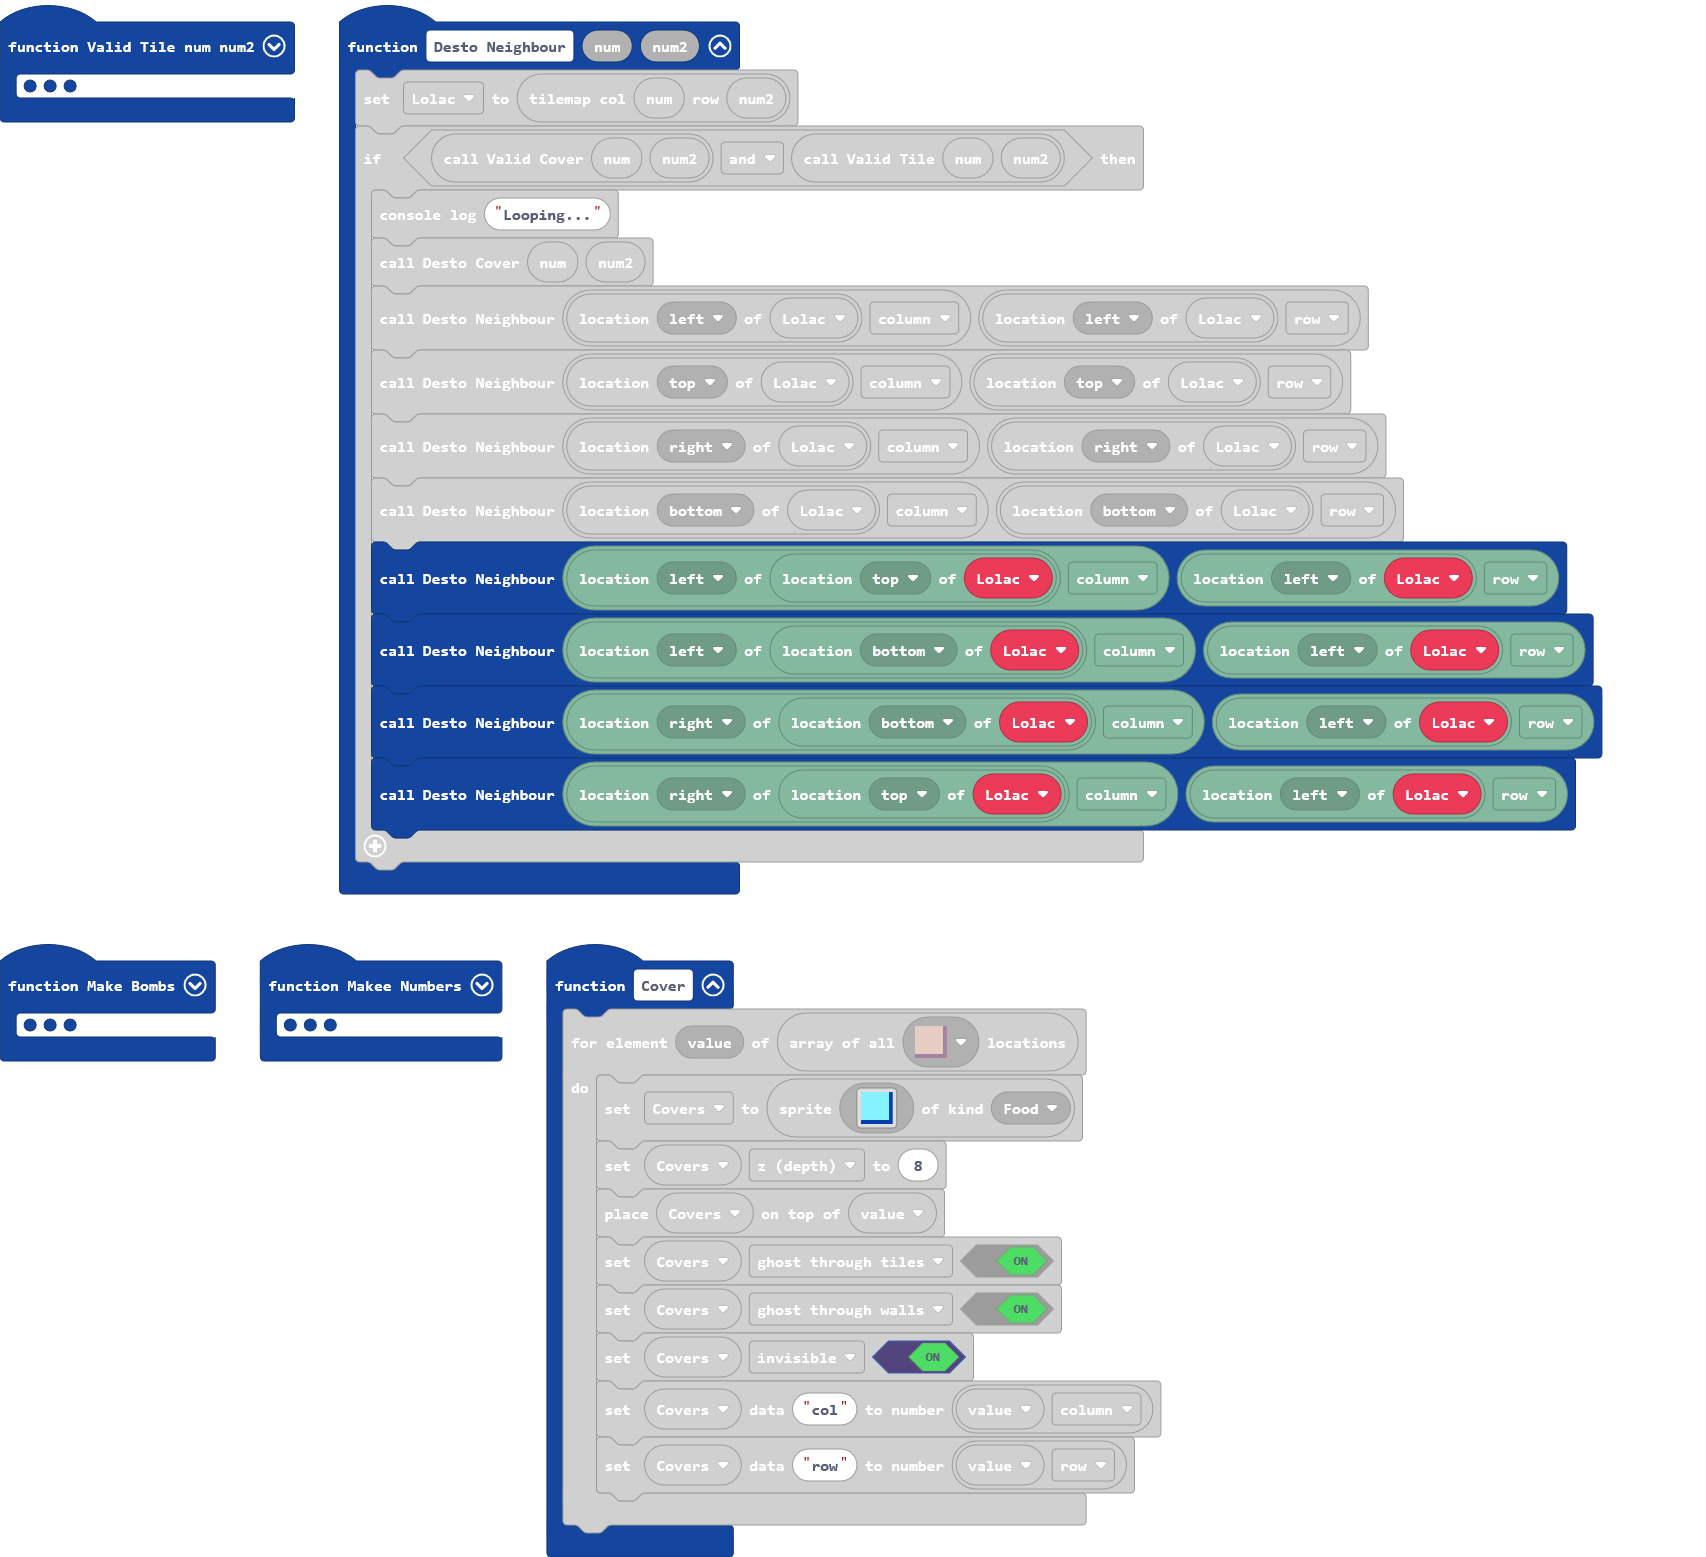 function Valid Tile num num2
function Desto Neighbour num num2
set Lolac to tilemap col num row num2
if call Valid Cover num num2 and call Valid Tile num num2 then
console log "Looping..."
call Desto Cover num num2
call Desto Neighbour location left of Lolac column location left of Lolac row
call Desto Neighbour location top of Lolac column location top of Lolac row
call Desto Neighbour location right of Lolac column location right of Lolac row
call Desto Neighbour location bottom of Lolac column location bottom of Lolac row
call Desto Neighbour location left of location top of Lolac column location left of Lolac row
call Desto Neighbour location left of location bottom of Lolac column location left of Lolac row
call Desto Neighbour location right of location bottom of Lolac column location left of Lolac row
call Desto Neighbour location right of location top of Lolac column location left of Lolac row
function Make Bombs
function Makee Numbers
function Cover
for element value of array of all locations
do
set Covers to sprite of kind Food
set Covers z (depth) to 8
place Covers on top of value
set Covers ghost through tiles ON
set Covers ghost through walls ON
set Covers invisible ON
set Covers data "col" to number value column
set Covers data "row" to number value row